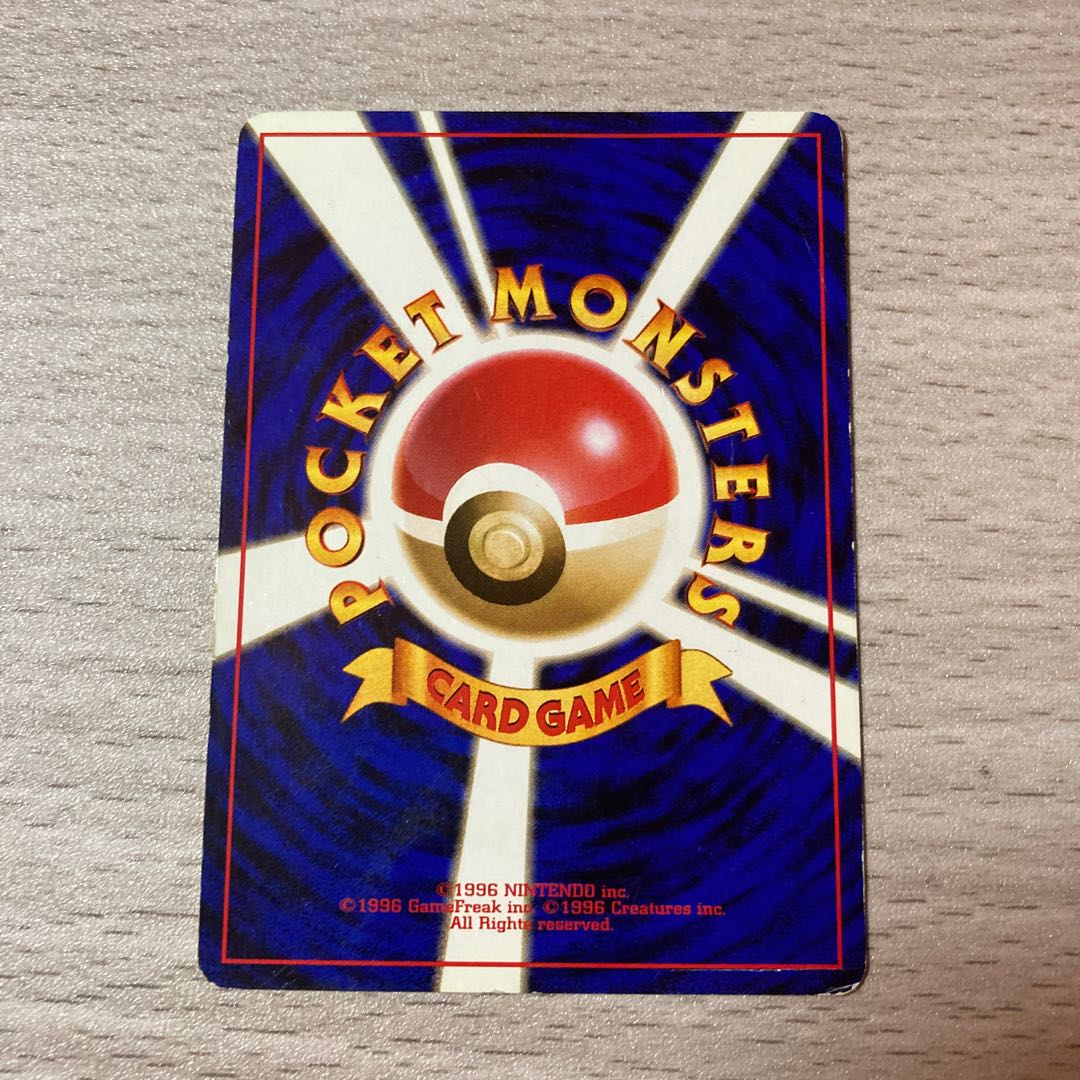 POCKET MONSTERS
CARD GAME
©1996 NINTENDO inc.
©1996 GameFreak inc. ©1996 Creatures inc.
All Rights reserved.